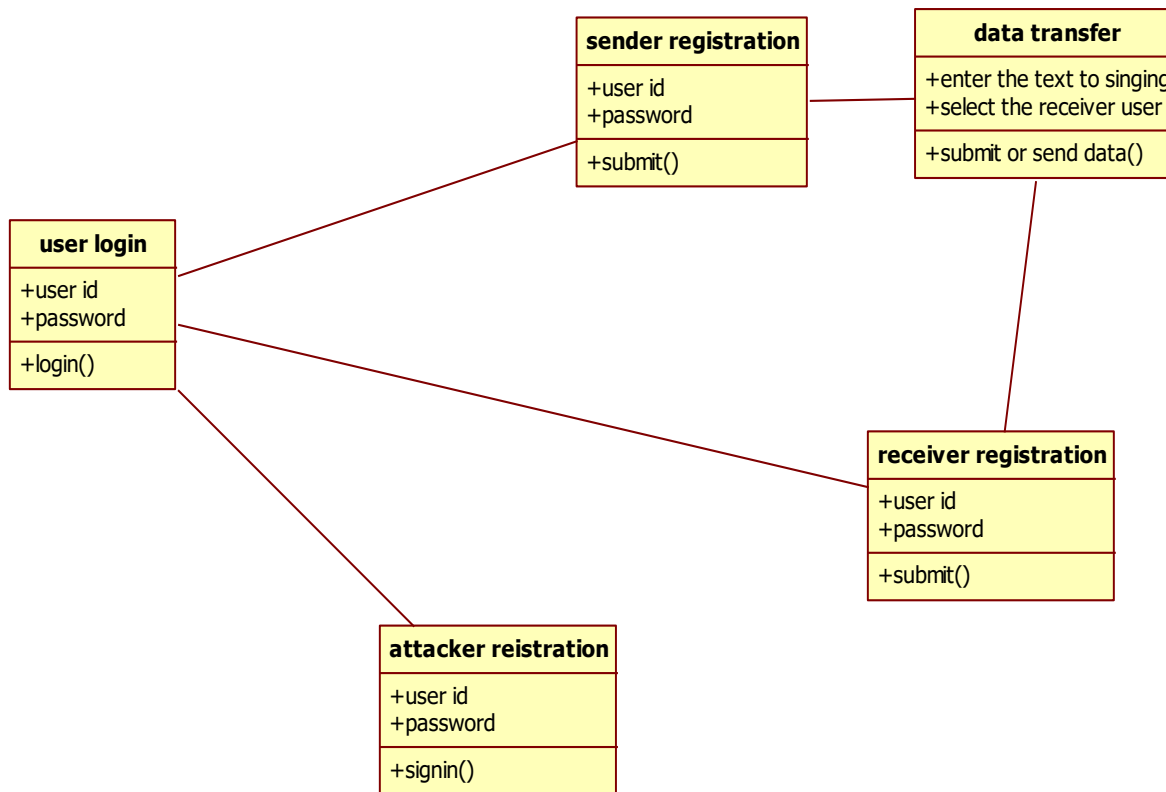 sender registration
+user id
+password
+submit()
data transfer
+enter the text to singing
+select the receiver user
+submit or send data()
user login
+user id
+password
+login()
receiver registration
+user id
+password
+submit()
attacker reistration
+user id
+password
+signin()